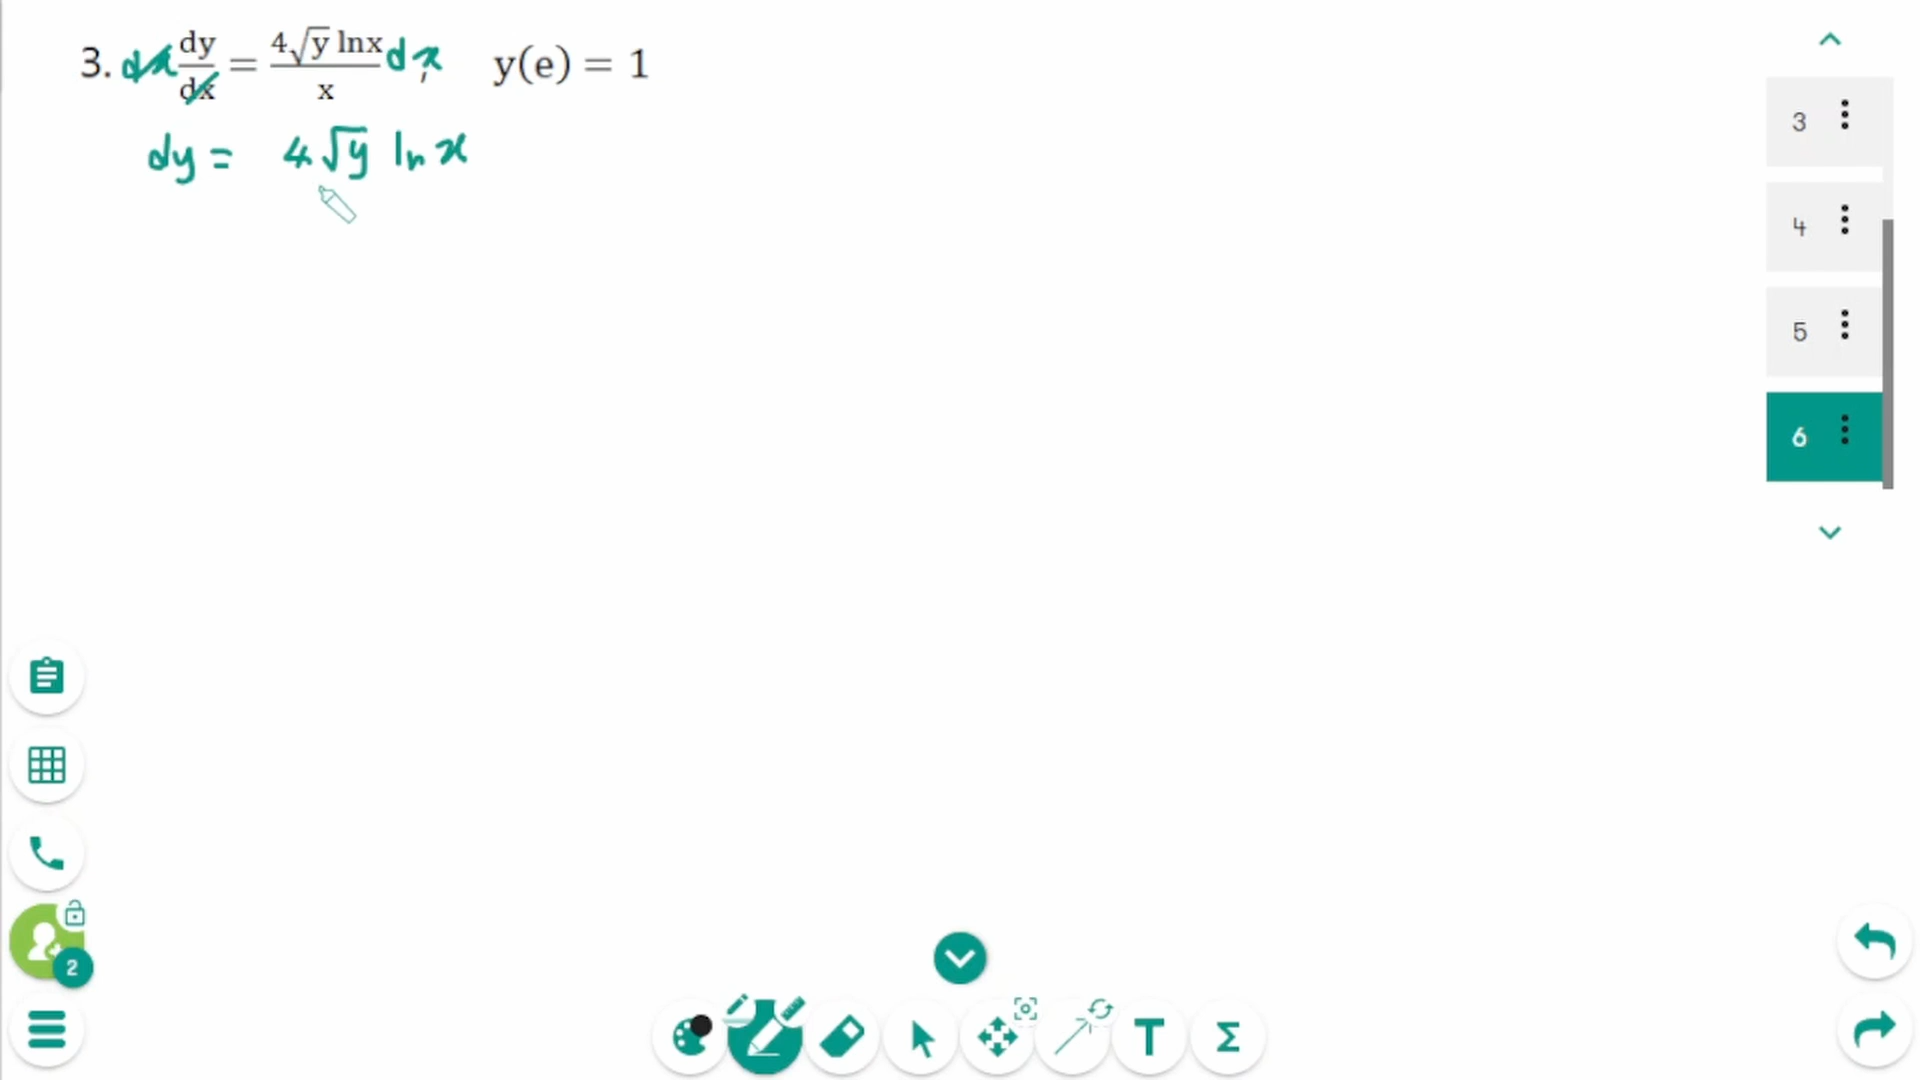 3. dx dy/dx = 4√y lnx/x dx, y(e) = 1
dy = 4√y ln x
3
4
5
6
2
T
Σ